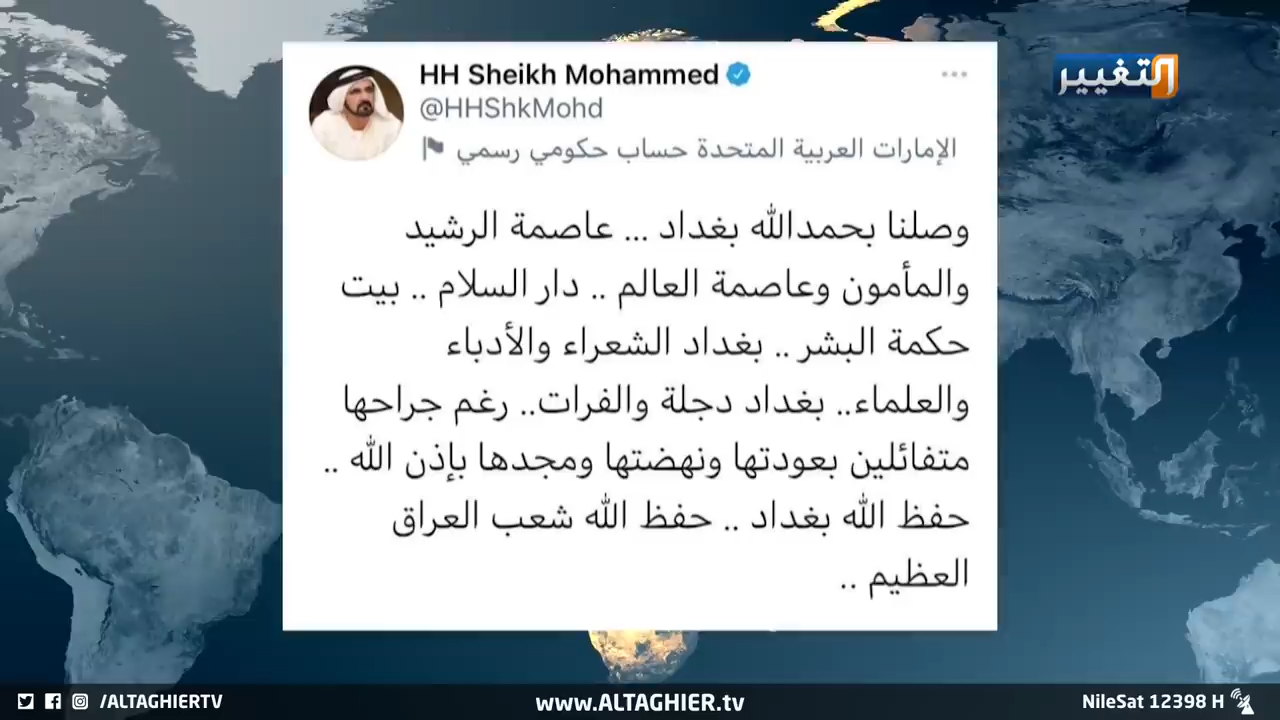 HH Sheikh Mohammed
@HHShkMohd
الإمارات العربية المتحدة حساب حكومي رسمي
التغيير
وصلنا بحمدالله بغداد ... عاصمة الرشيد
والمأمون وعاصمة العالم .. دار السلام .. بيت
حكمة البشر .. بغداد الشعراء والأدباء
والعلماء.. بغداد دجلة والفرات.. رغم جراحها
متفائلين بعودتها ونهضتها ومجدها بإذن الله ..
حفظ الله بغداد .. حفظ الله شعب العراق
العظيم ..
/ALTAGHIERTV
www.ALTAGHIER.tv
NileSat 12398 H